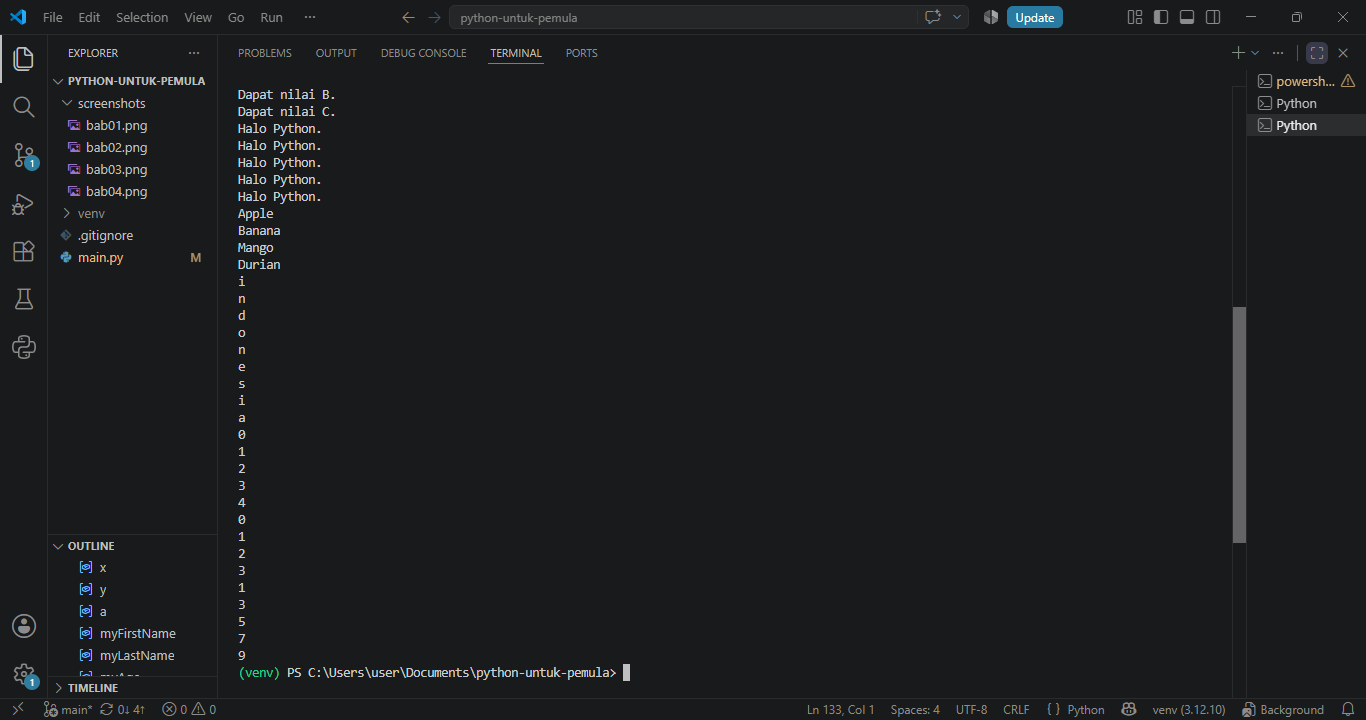 File Edit Selection View Go Run ···
python-untuk-pemula
Update
EXPLORER ···
PYTHON-UNTUK-PEMULA
screenshots
bab01.png
bab02.png
bab03.png
bab04.png
venv
.gitignore
main.py M
1
OUTLINE
x
y
a
myFirstName
myLastName
TIMELINE
1
PROBLEMS OUTPUT DEBUG CONSOLE TERMINAL PORTS
Dapat nilai B.
Dapat nilai C.
Halo Python.
Halo Python.
Halo Python.
Halo Python.
Halo Python.
Apple
Banana
Mango
Durian
i
n
d
o
n
e
s
i
a
0
1
2
3
4
0
1
2
3
1
3
5
7
9
(venv) PS C:\Users\user\Documents\python-untuk-pemula>
powersh...
Python
Python
main* 0↓ 4↑ 0 0 Ln 133, Col 1 Spaces: 4 UTF-8 CRLF { } Python venv (3.12.10) Background